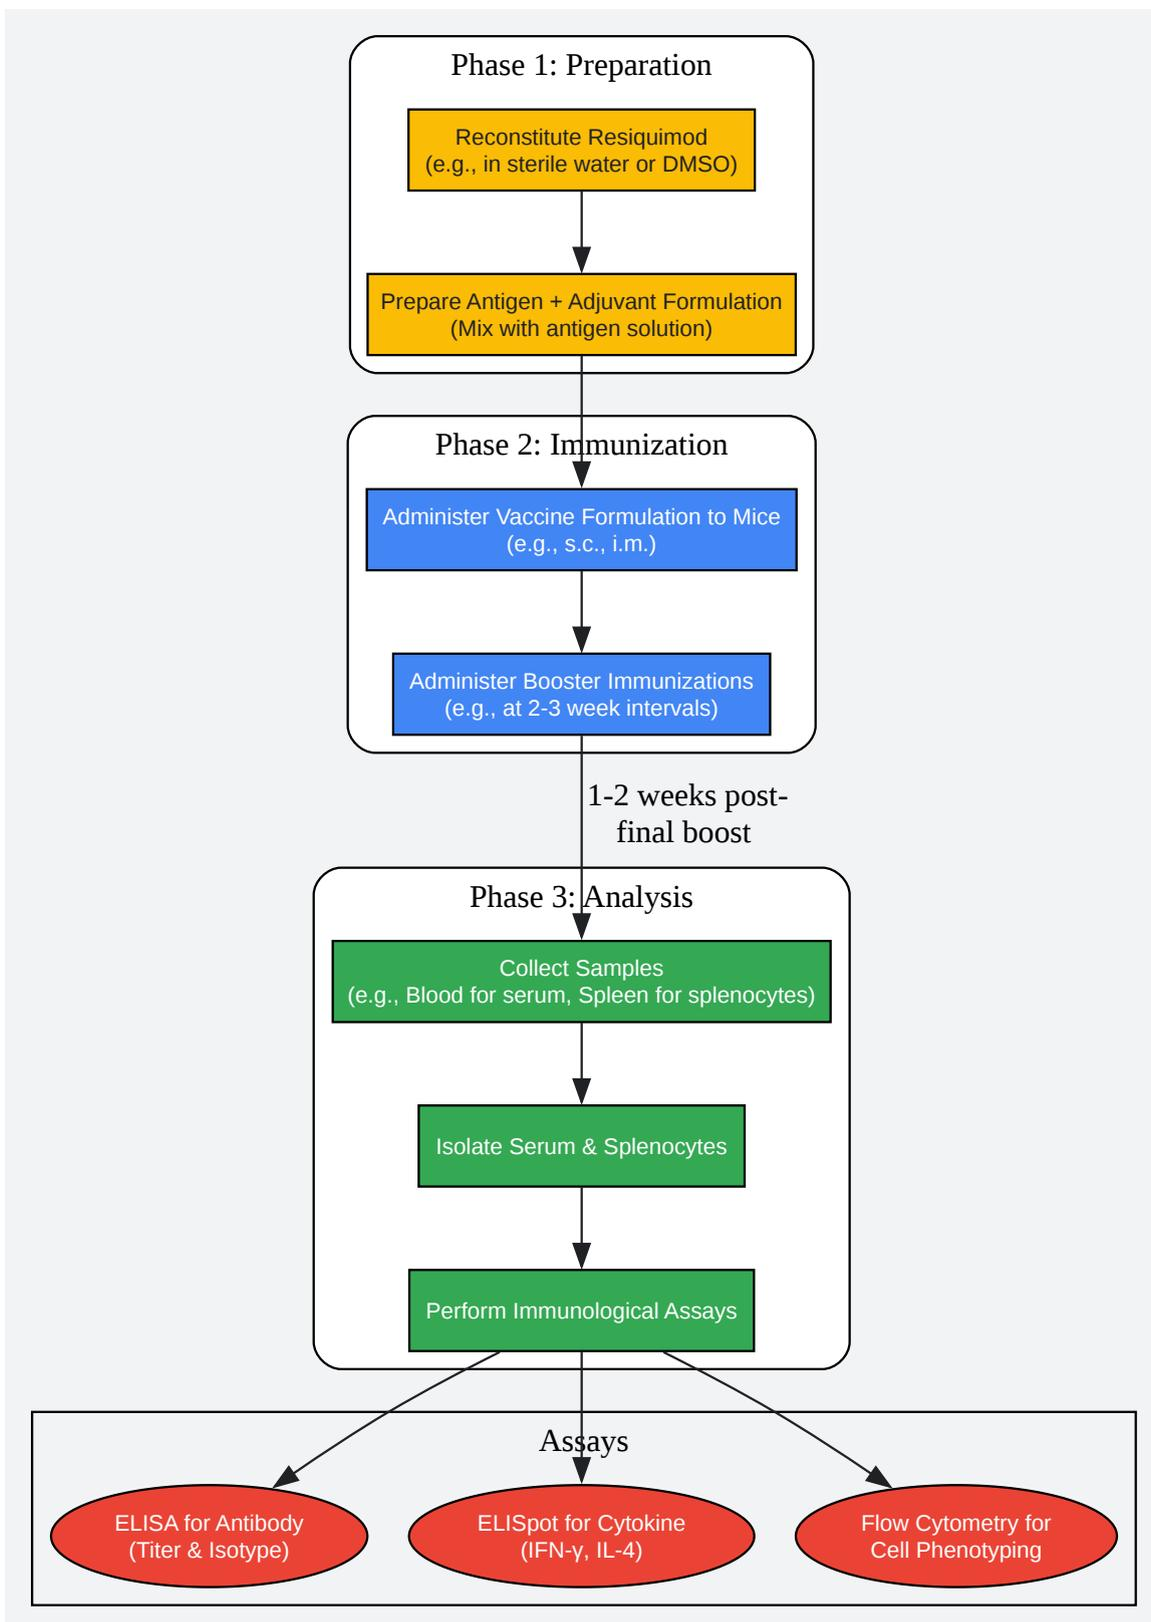 Phase 1: Preparation
Reconstitute Resiquimod
(e.g., in sterile water or DMSO)
Prepare Antigen + Adjuvant Formulation
(Mix with antigen solution)
Phase 2: Immunization
Administer Vaccine Formulation to Mice
(e.g., s.c., i.m.)
Administer Booster Immunizations
(e.g., at 2-3 week intervals)
1-2 weeks post-
final boost
Phase 3: Analysis
Collect Samples
(e.g., Blood for serum, Spleen for splenocytes)
Isolate Serum & Splenocytes
Perform Immunological Assays
Assays
ELISA for Antibody
(Titer & Isotype)
ELISpot for Cytokine
(IFN-γ, IL-4)
Flow Cytometry for
Cell Phenotyping